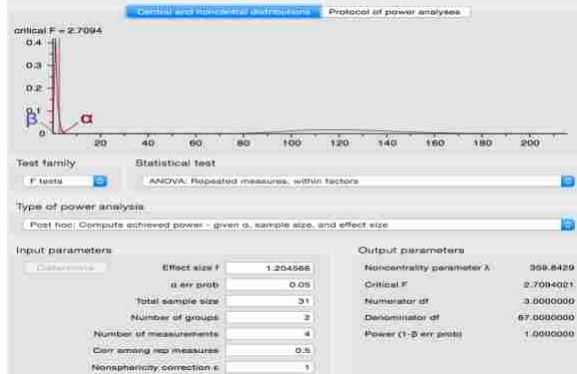 Central and noncentral distributions Protocol of power analyses
critical F = 2.7094
0.4
0.3
0.2
0.1
β α
0
20 40 60 80 100 120 140 160 180 200
Test family Statistical test
F tests ANOVA: Repeated measures, within factors
Type of power analysis
Post hoc: Compute achieved power - given α, sample size, and effect size
Input parameters Output parameters
Determine Effect size f 1.204566 Noncentrality parameter λ 359.8429
α err prob 0.05 Critical F 2.7094021
Total sample size 31 Numerator df 3.0000000
Number of groups 2 Denominator df 87.0000000
Number of measurements 4 Power (1-β err prob) 1.0000000
Corr among rep measures 0.5
Nonsphericity correction ε 1